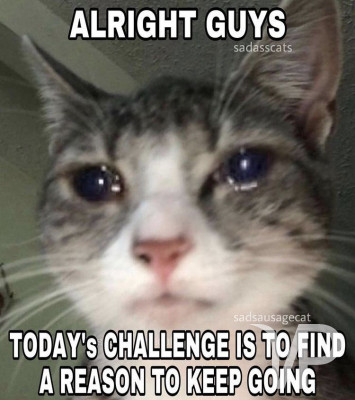 ALRIGHT GUYS
sadasscats
sadsausagecat
TODAY's CHALLENGE IS TO FIND
A REASON TO KEEP GOING